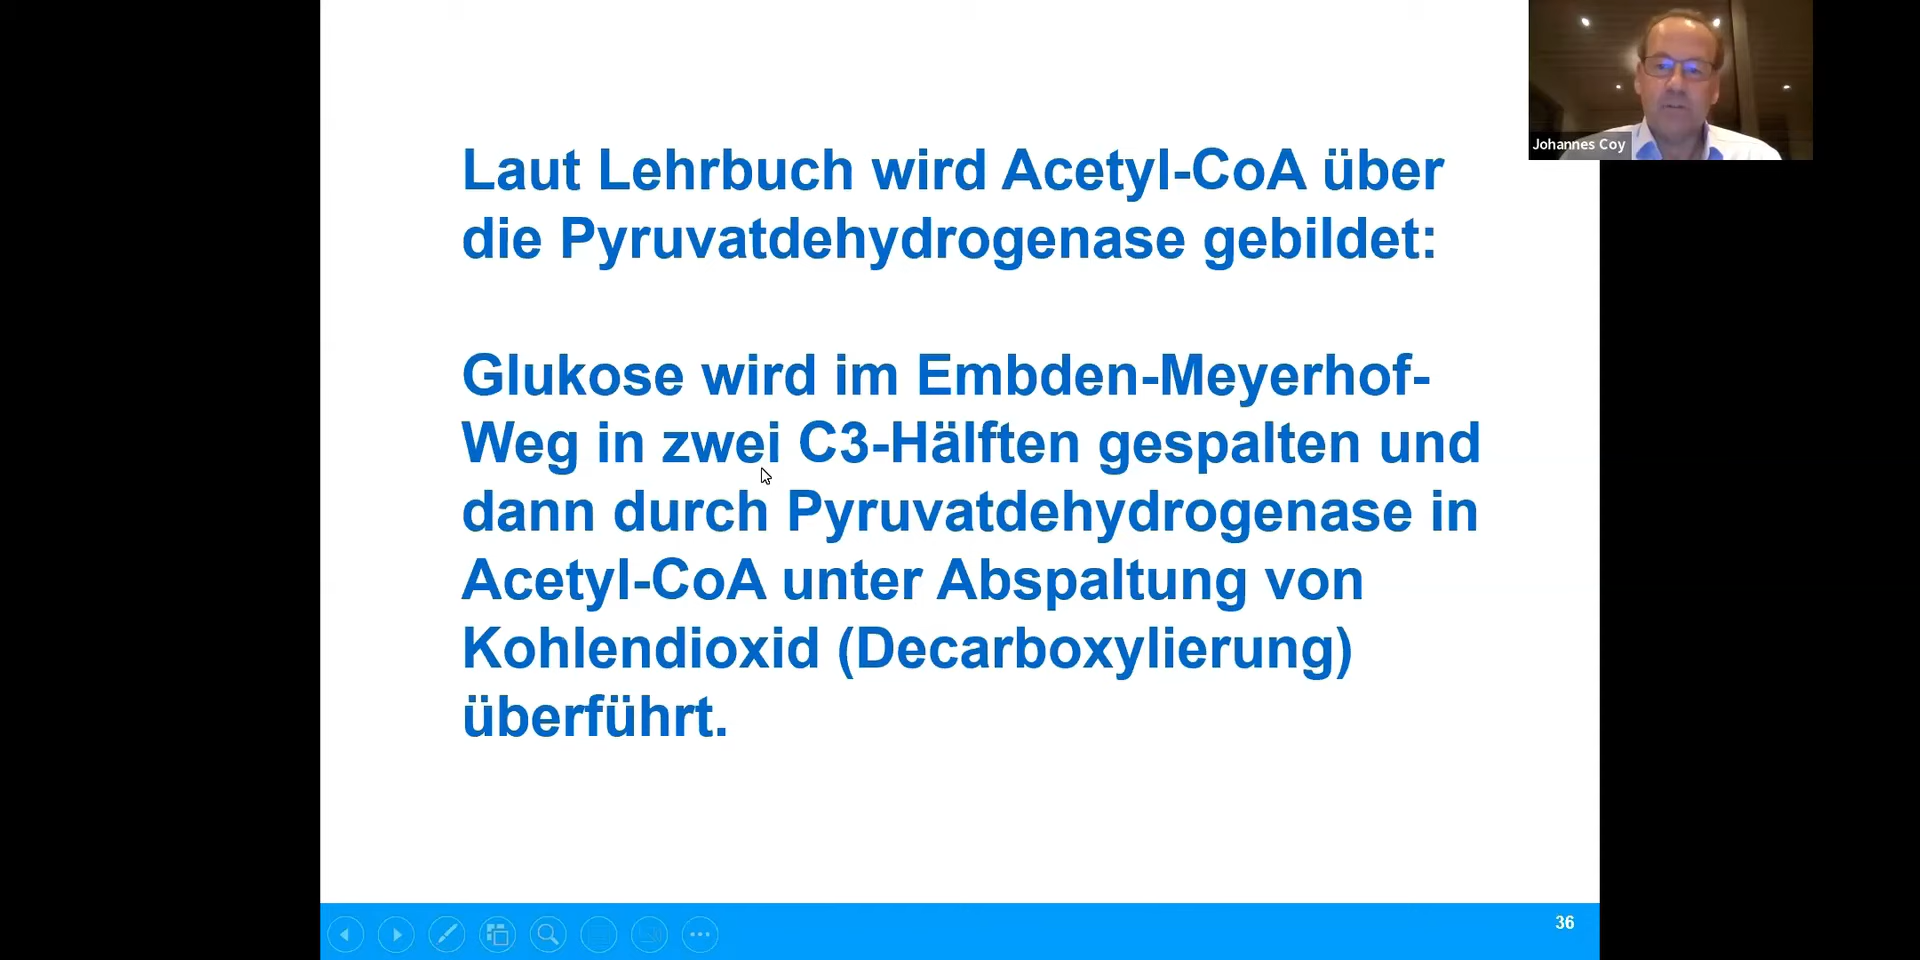 Johannes Coy
Laut Lehrbuch wird Acetyl-CoA über
die Pyruvatdehydrogenase gebildet:
Glukose wird im Embden-Meyerhof-
Weg in zwei C3-Hälften gespalten und
dann durch Pyruvatdehydrogenase in
Acetyl-CoA unter Abspaltung von
Kohlendioxid (Decarboxylierung)
überführt.
36